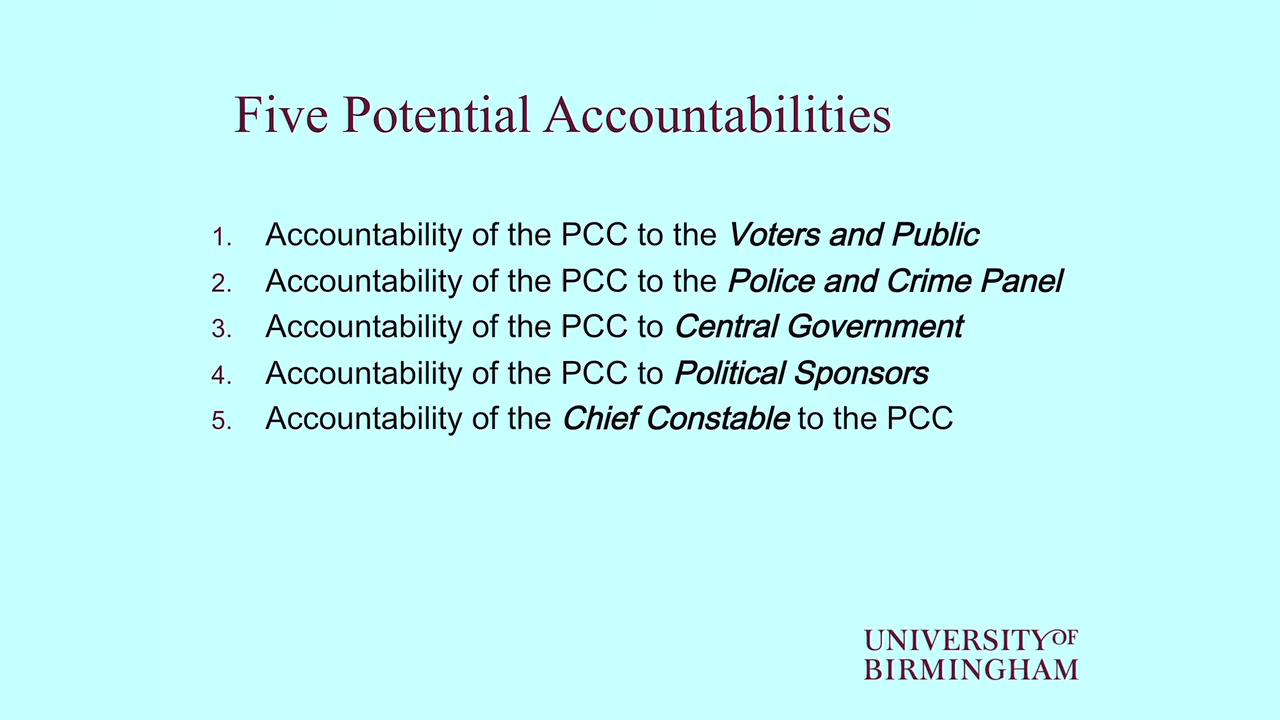 Five Potential Accountabilities
1. Accountability of the PCC to the Voters and Public
2. Accountability of the PCC to the Police and Crime Panel
3. Accountability of the PCC to Central Government
4. Accountability of the PCC to Political Sponsors
5. Accountability of the Chief Constable to the PCC
UNIVERSITY OF
BIRMINGHAM